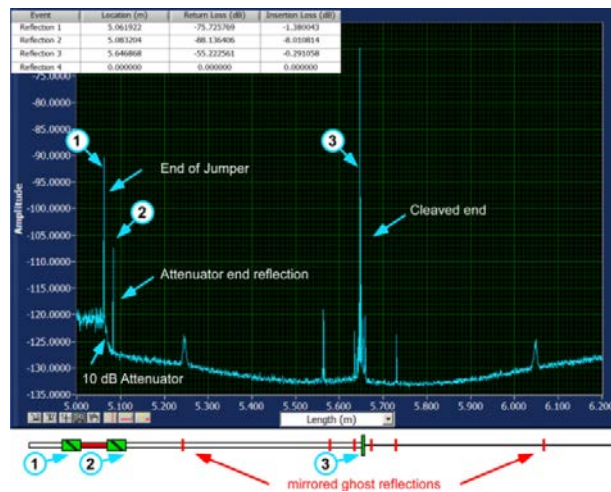 Event Location (m) Return Loss (dB) Insertion Loss (dB)
Reflection 1 5.061922 -75.725769 -1.380043
Reflection 2 5.083204 -88.136406 -8.010814
Reflection 3 5.646868 -55.222561 -0.291058
Reflection 4 0.000000 0.000000 0.000000
-75.0000
-80.0000
-85.0000
-90.0000
-95.0000
-100.0000
-105.0000
-110.0000
-115.0000
-120.0000
-125.0000
-130.0000
-135.0000
Amplitude
1
End of Jumper
2
Attenuator end reflection
10 dB Attenuator
3
Cleaved end
5.000 5.100 5.200 5.300 5.400 5.500 5.600 5.700 5.800 5.900 6.000 6.100 6.200
Length (m)
1 2 3
mirrored ghost reflections